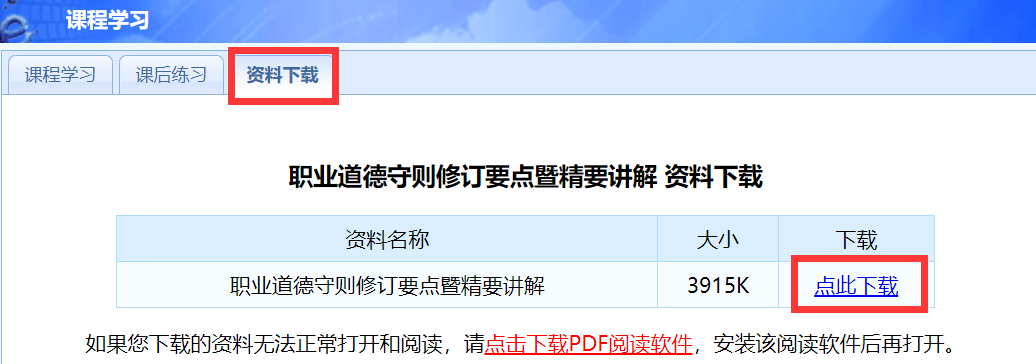 课程学习
课程学习 课后练习 资料下载
职业道德守则修订要点暨精要讲解 资料下载
资料名称 大小 下载
职业道德守则修订要点暨精要讲解 3915K 点此下载
如果您下载的资料无法正常打开和阅读，请点击下载PDF阅读软件，安装该阅读软件后再打开。